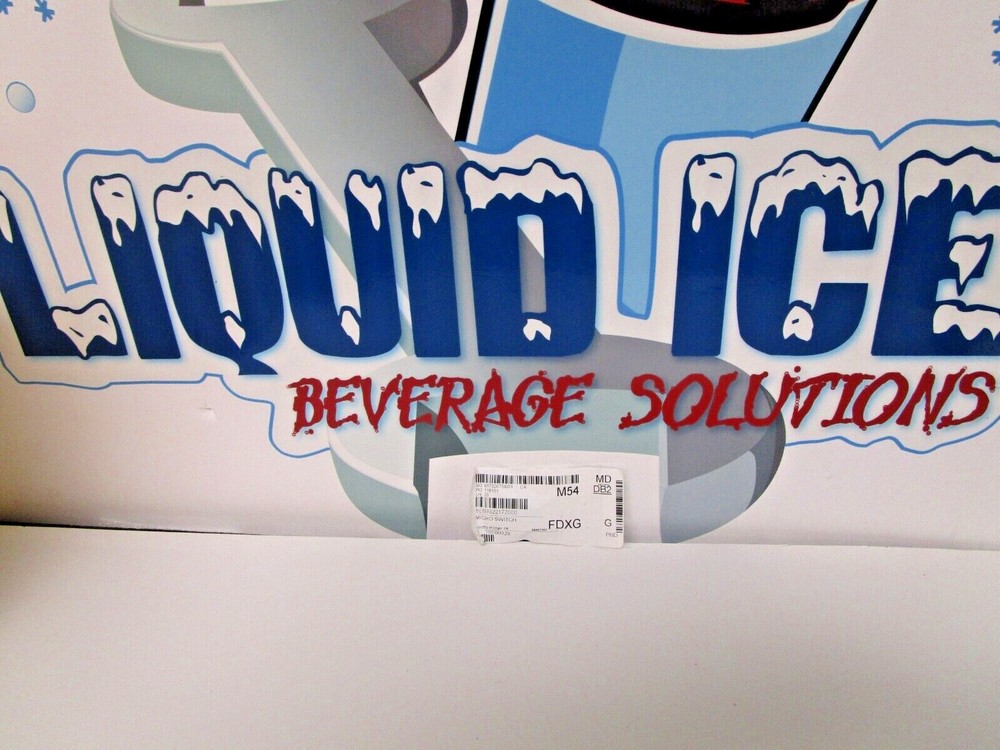 LIQUID ICE
BEVERAGE SOLUTIONS
M54
MD
DB2
MICRO SWITCH
FDXG
G